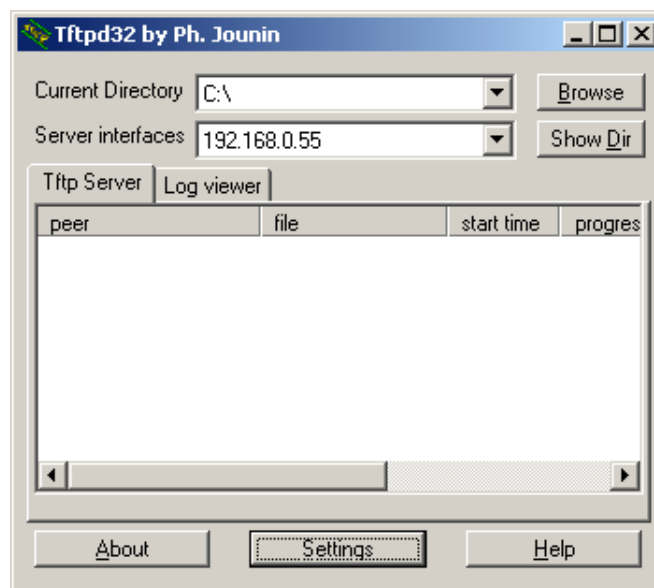 Tftpd32 by Ph. Jounin
Current Directory C:\ Browse
Server interfaces 192.168.0.55 Show Dir
Tftp Server Log viewer
peer file start time progres
About Settings Help